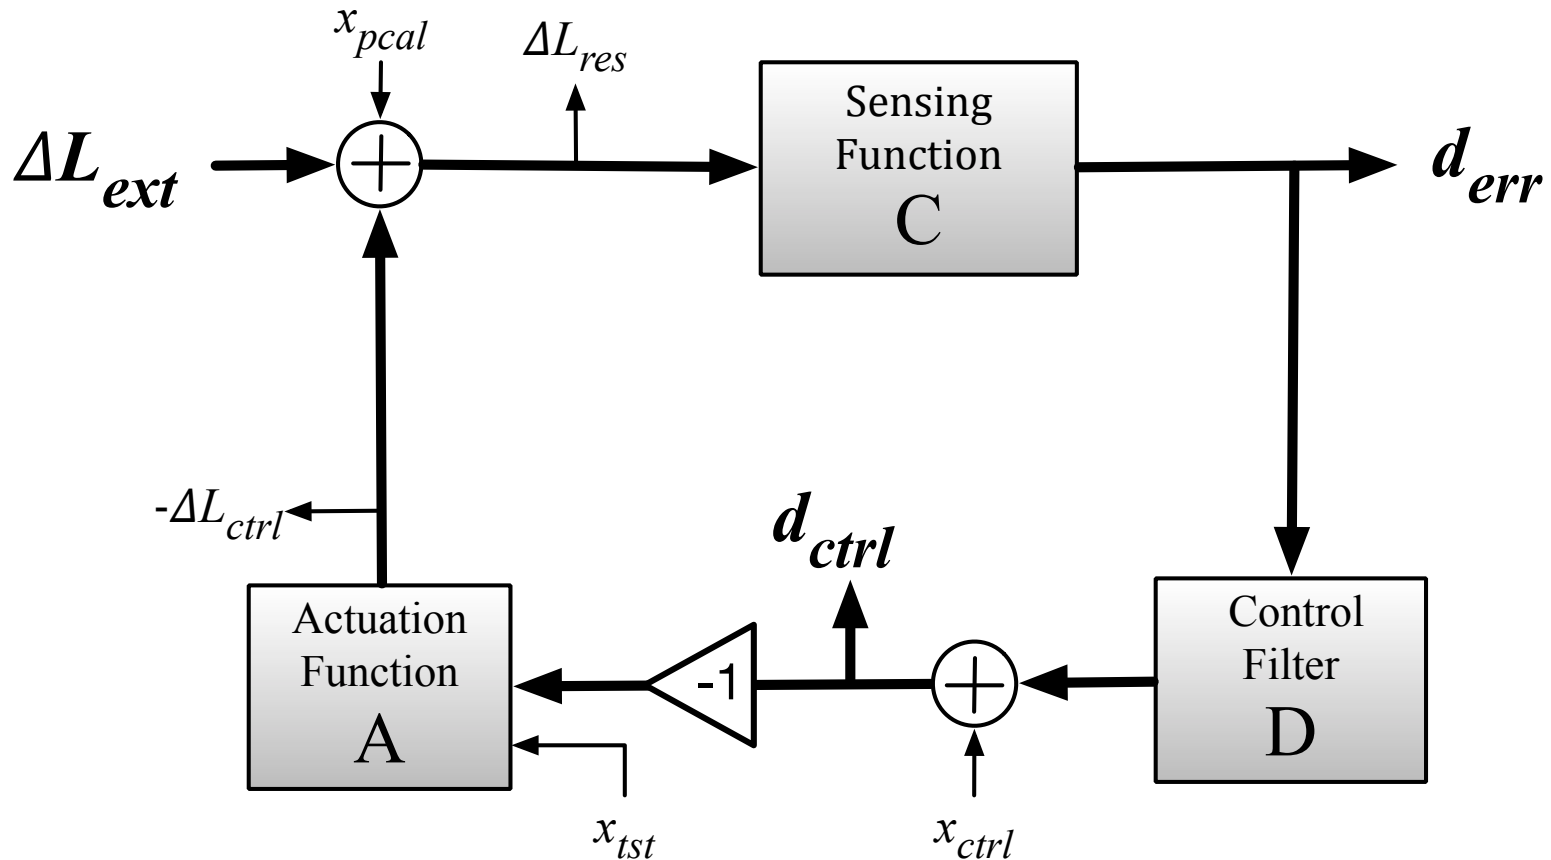 x_pcal
ΔL_res
ΔL_ext
Sensing
Function
C
d_err
-ΔL_ctrl
d_ctrl
Actuation
Function
A
-1
Control
Filter
D
x_tst
x_ctrl